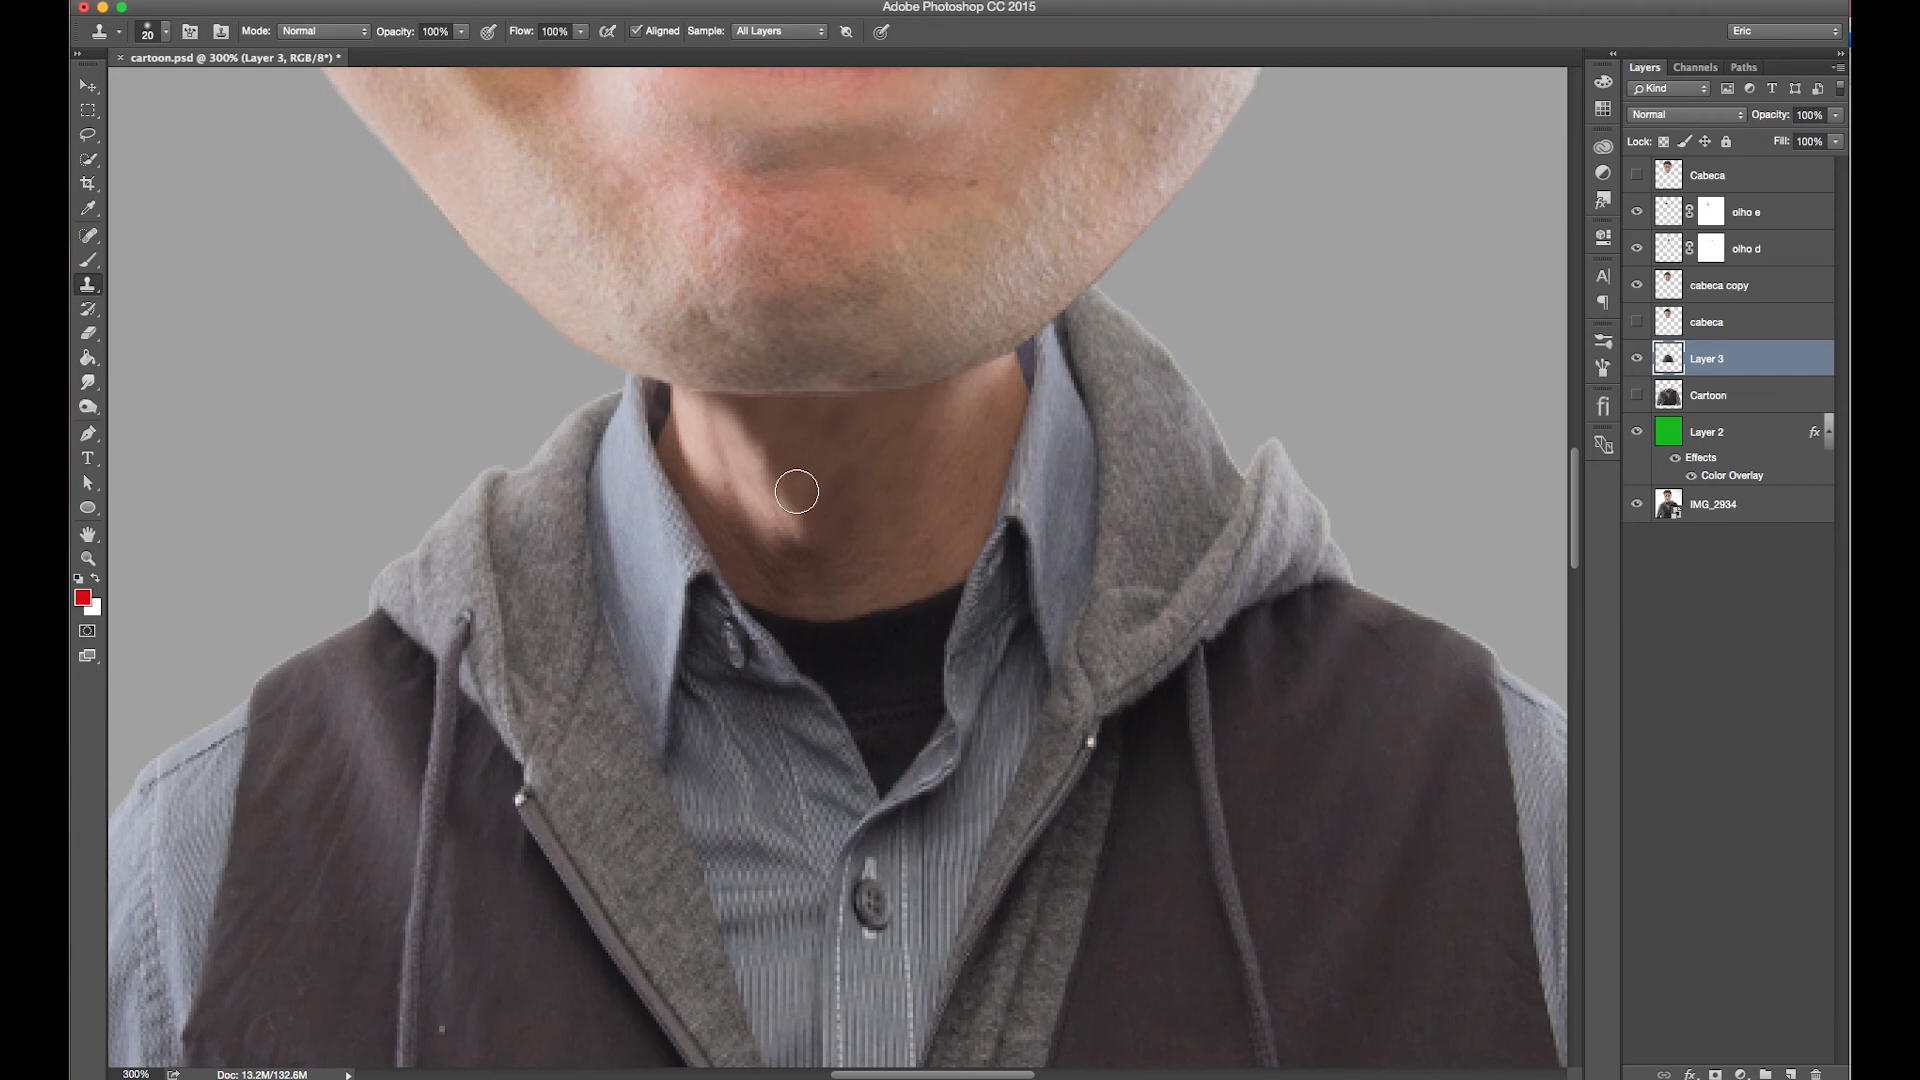 Adobe Photoshop CC 2015
20 Mode: Normal Opacity: 100% Flow: 100% Aligned Sample: All Layers Eric
× cartoon.psd @ 300% (Layer 3, RGB/8*) *
Layers Channels Paths
Kind
Normal Opacity: 100%
Lock: Fill: 100%
Cabeca
olho e
olho d
cabeca copy
cabeca
Layer 3
Cartoon
Layer 2 fx
Effects
Color Overlay
IMG_2934
300% Doc: 13.2M/132.6M